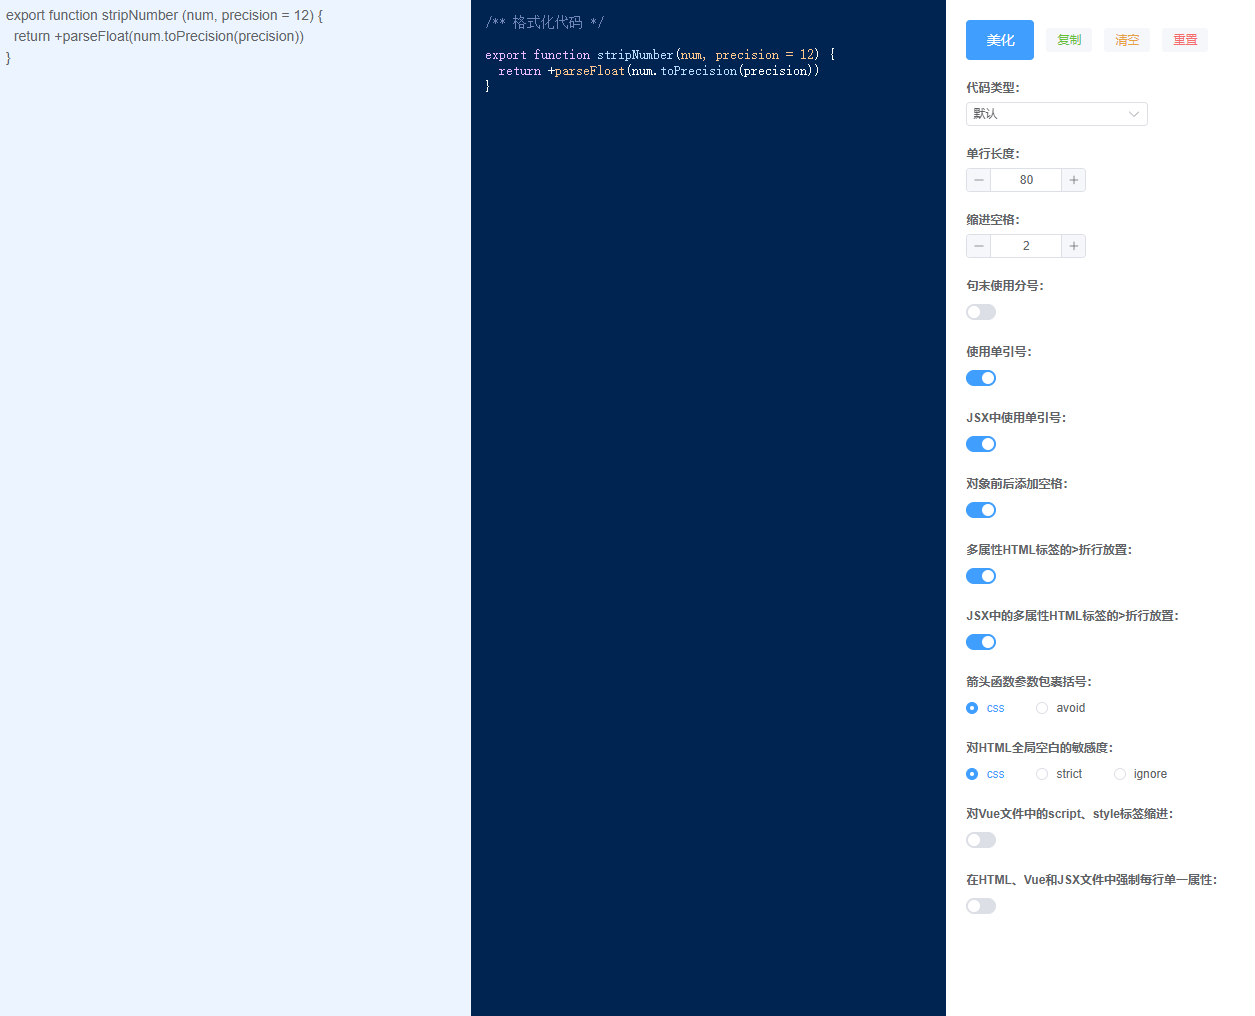 export function stripNumber (num, precision = 12) {
  return +parseFloat(num.toPrecision(precision))
}
/** 格式化代码 */
export function stripNumber(num, precision = 12) {
  return +parseFloat(num.toPrecision(precision))
}
美化 复制 清空 重置
代码类型：
默认
单行长度：
80
缩进空格：
2
句末使用分号：
使用单引号：
JSX中使用单引号：
对象前后添加空格：
多属性HTML标签的>折行放置：
JSX中的多属性HTML标签的>折行放置：
箭头函数参数包裹括号：
css avoid
对HTML全局空白的敏感度：
css strict ignore
对Vue文件中的script、style标签缩进：
在HTML、Vue和JSX文件中强制每行单一属性：